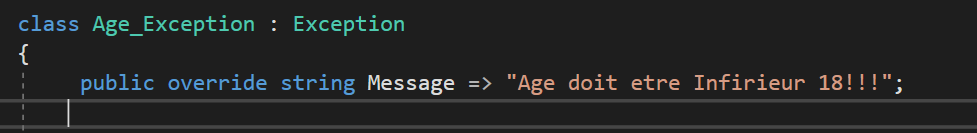 class Age_Exception : Exception
{
public override string Message => "Age doit etre Infirieur 18!!!";